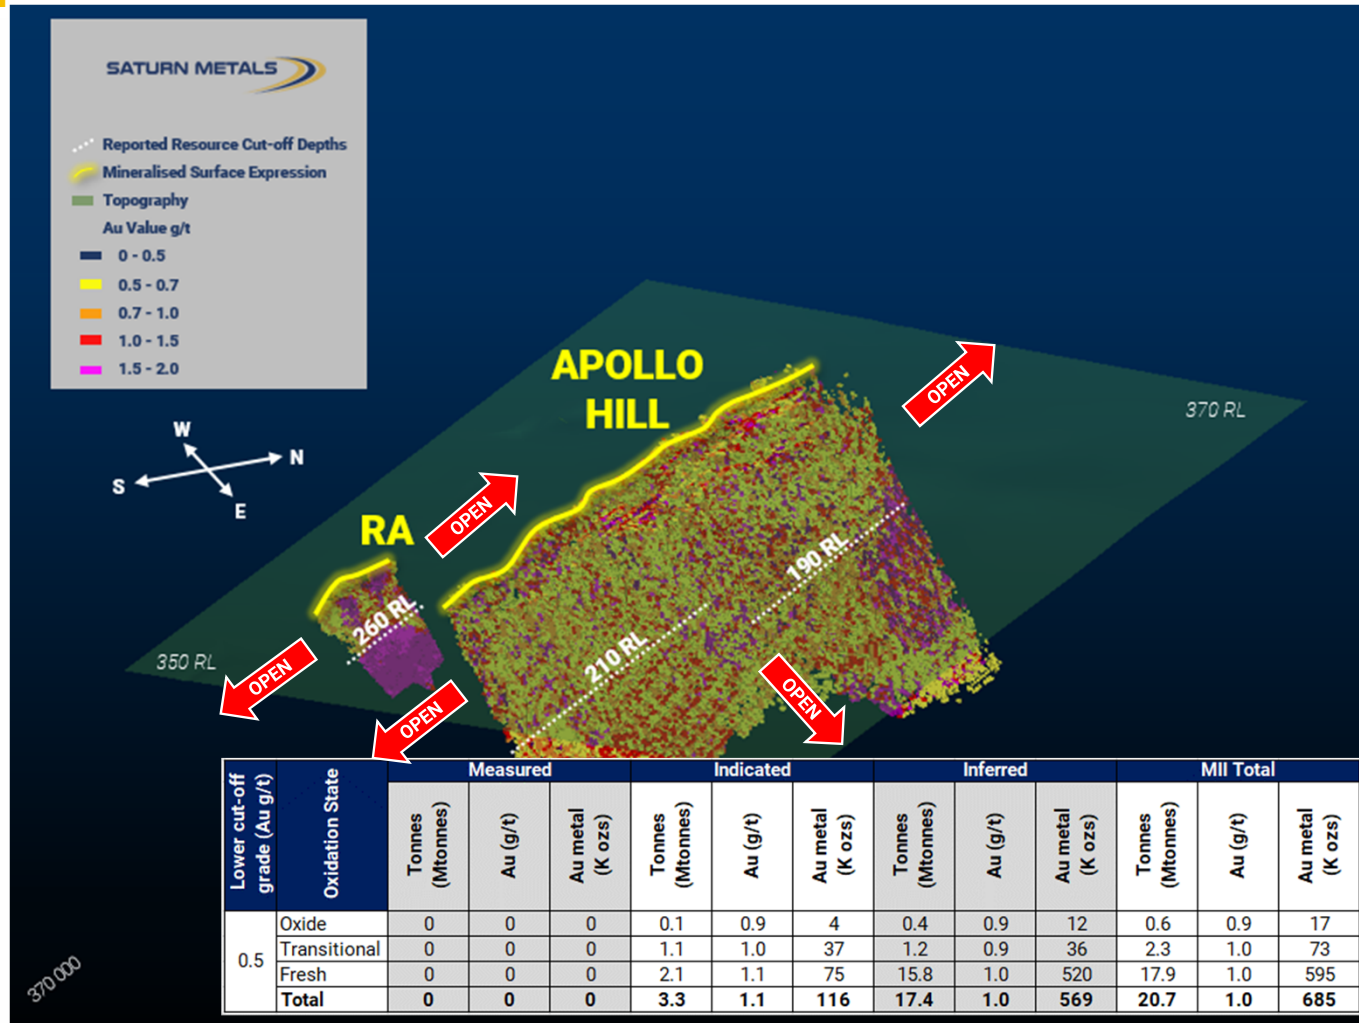 SATURN METALS
Reported Resource Cut-off Depths
Mineralised Surface Expression
Topography
Au Value g/t
0 - 0.5
0.5 - 0.7
0.7 - 1.0
1.0 - 1.5
1.5 - 2.0
W
N
S
E
APOLLO
HILL
OPEN
370 RL
OPEN
RA
190 RL
260 RL
210 RL
350 RL
OPEN
OPEN
OPEN
370 000
Measured Indicated Inferred MII Total
Lower cut-off grade (Au g/t) Oxidation State Tonnes (Mtonnes) Au (g/t) Au metal (K ozs) Tonnes (Mtonnes) Au (g/t) Au metal (K ozs) Tonnes (Mtonnes) Au (g/t) Au metal (K ozs) Tonnes (Mtonnes) Au (g/t) Au metal (K ozs)
0.5
Oxide 0 0 0 0.1 0.9 4 0.4 0.9 12 0.6 0.9 17
Transitional 0 0 0 1.1 1.0 37 1.2 0.9 36 2.3 1.0 73
Fresh 0 0 0 2.1 1.1 75 15.8 1.0 520 17.9 1.0 595
Total 0 0 0 3.3 1.1 116 17.4 1.0 569 20.7 1.0 685